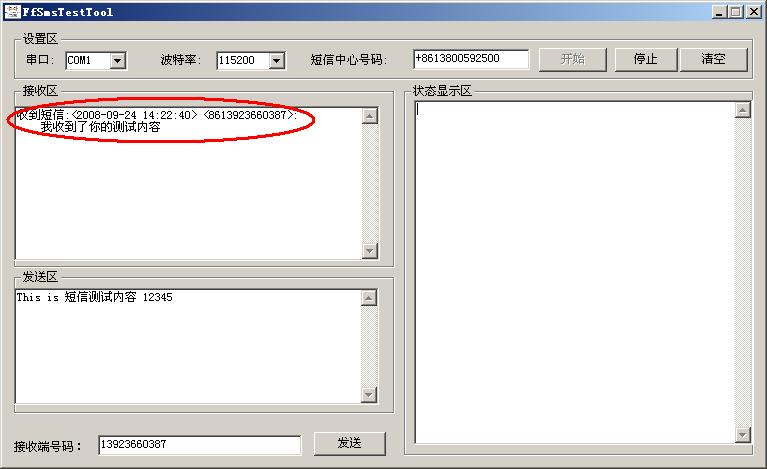 FfSmsTestTool
设置区
串口: COM1 波特率: 115200 短信中心号码: +8613800592500 开始 停止 清空
接收区
收到短信:<2008-09-24 14:22:40> <8613923660387>:
我收到了你的测试内容
状态显示区
发送区
This is 短信测试内容 12345
接收端号码： 13923660387 发送